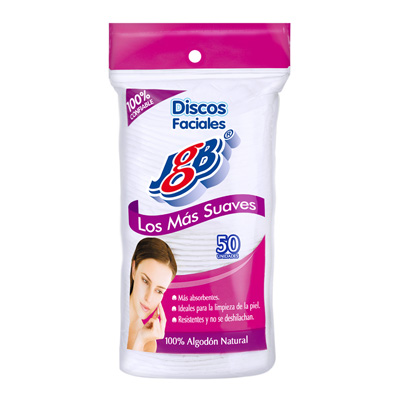 100%
CONFIABLE
Discos
Faciales
JGB®
Los Más Suaves
50
UNIDADES
Más absorbentes.
Ideales para la limpieza de la piel.
Resistentes y no se deshilachan.
100% Algodón Natural